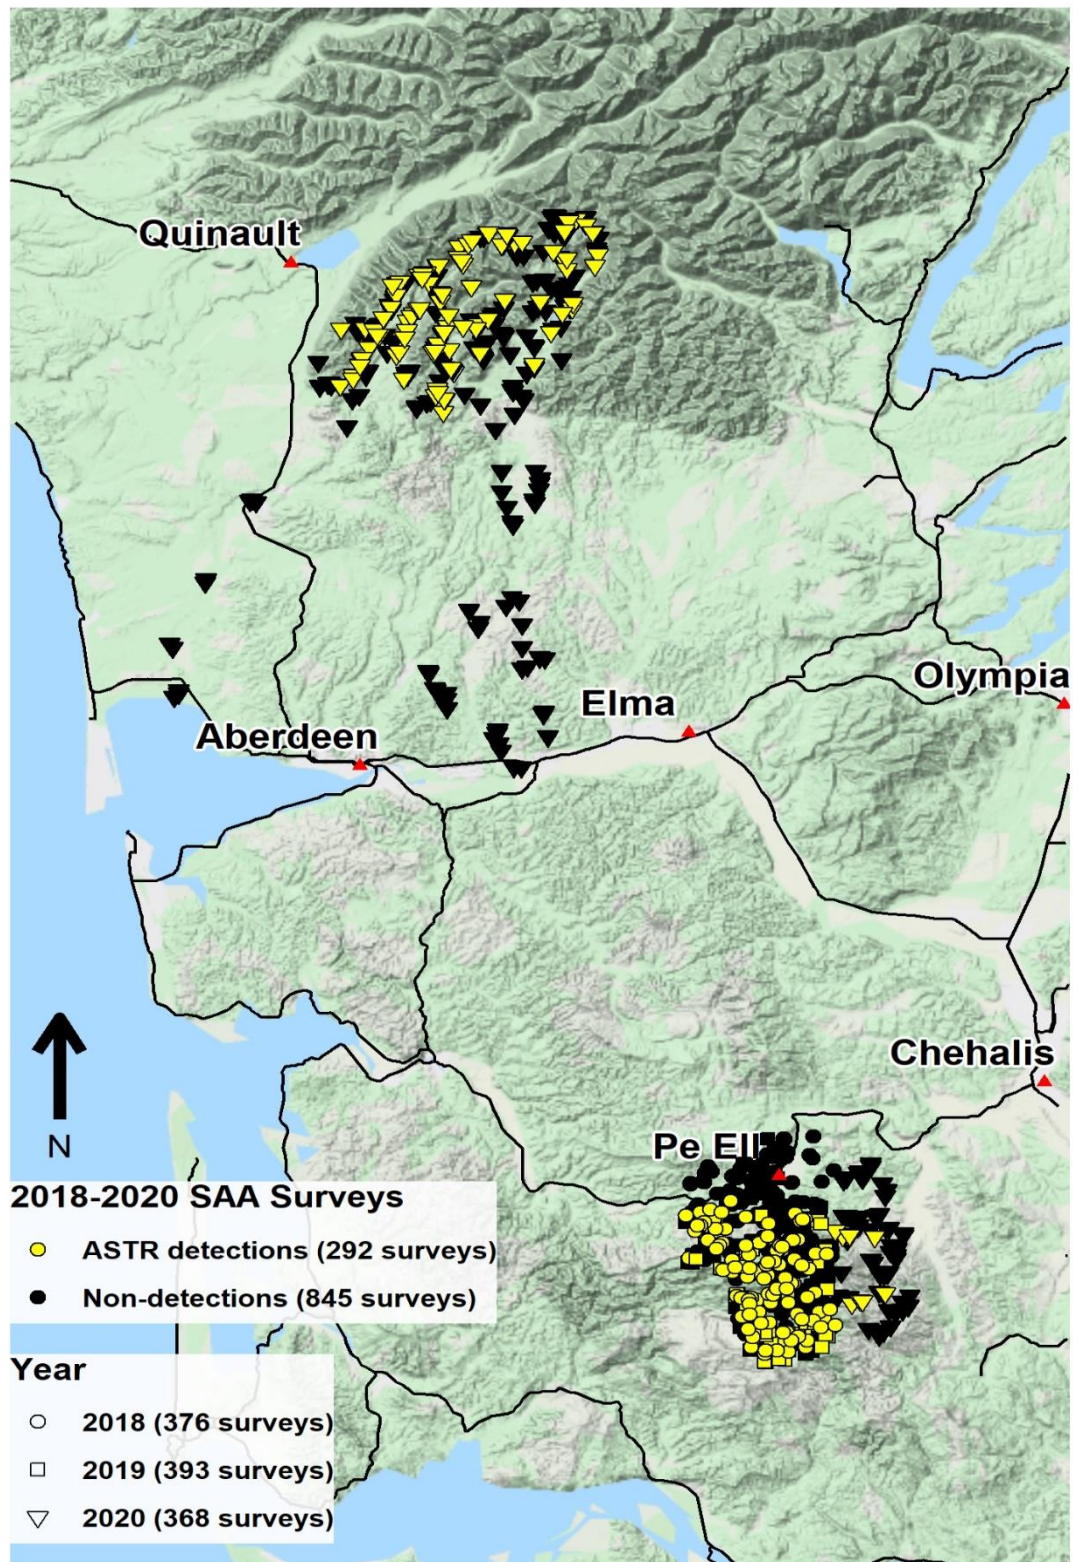 Quinault
Olympia
Elma
Aberdeen
Chehalis
Pe Ell
N
2018-2020 SAA Surveys
ASTR detections (292 surveys)
Non-detections (845 surveys)
Year
2018 (376 surveys)
2019 (393 surveys)
2020 (368 surveys)